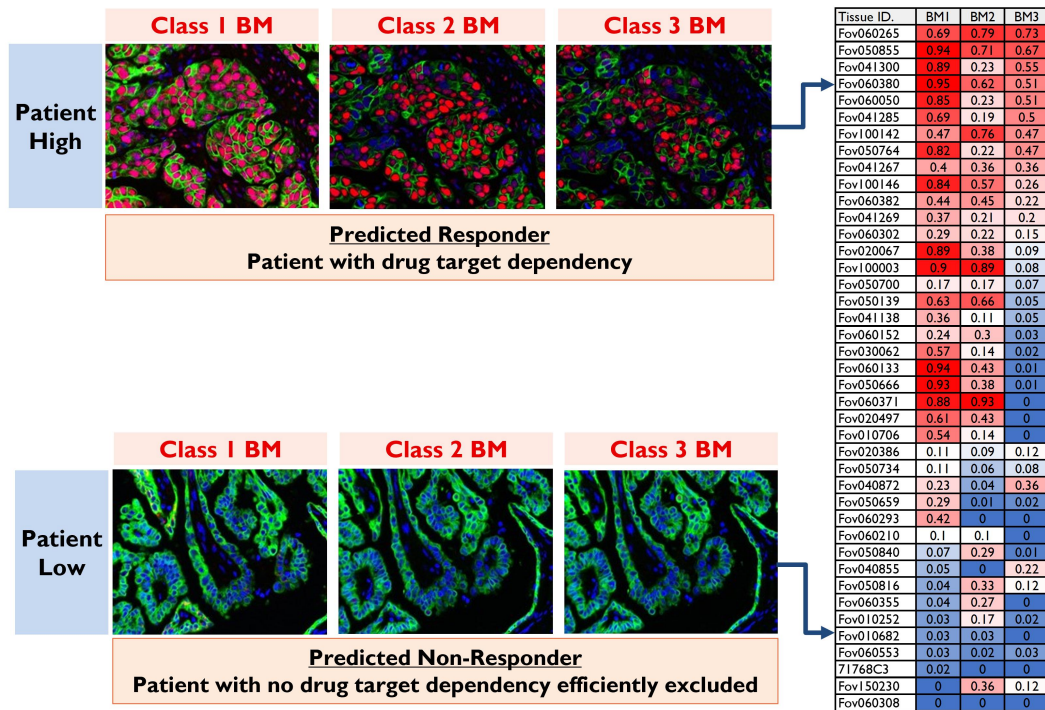 Class 1 BM
Class 2 BM
Class 3 BM
Patient
High
Predicted Responder
Patient with drug target dependency
Class 1 BM
Class 2 BM
Class 3 BM
Patient
Low
Predicted Non-Responder
Patient with no drug target dependency efficiently excluded
Tissue ID. BM1 BM2 BM3
Fov060265 0.69 0.79 0.73
Fov050855 0.94 0.71 0.67
Fov041300 0.89 0.23 0.55
Fov060380 0.95 0.62 0.51
Fov060050 0.85 0.23 0.51
Fov041285 0.69 0.19 0.5
Fov100142 0.47 0.76 0.47
Fov050764 0.82 0.22 0.47
Fov041267 0.4 0.36 0.36
Fov100146 0.84 0.57 0.26
Fov060382 0.44 0.45 0.22
Fov041269 0.37 0.21 0.2
Fov060302 0.29 0.22 0.15
Fov020067 0.89 0.38 0.09
Fov100003 0.9 0.89 0.08
Fov050700 0.17 0.17 0.07
Fov050139 0.63 0.66 0.05
Fov041138 0.36 0.11 0.05
Fov060152 0.24 0.3 0.03
Fov030062 0.57 0.14 0.02
Fov060133 0.94 0.43 0.01
Fov050666 0.93 0.38 0.01
Fov060371 0.88 0.93 0
Fov020497 0.61 0.43 0
Fov010706 0.54 0.14 0
Fov020386 0.11 0.09 0.12
Fov050734 0.11 0.06 0.08
Fov040872 0.23 0.04 0.36
Fov050659 0.29 0.01 0.02
Fov060293 0.42 0 0
Fov060210 0.1 0.1 0
Fov050840 0.07 0.29 0.01
Fov040855 0.05 0 0.22
Fov050816 0.04 0.33 0.12
Fov060355 0.04 0.27 0
Fov010252 0.03 0.17 0.02
Fov010682 0.03 0.03 0
Fov060553 0.03 0.02 0.03
71768C3 0.02 0 0
Fov150230 0 0.36 0.12
Fov060308 0 0 0